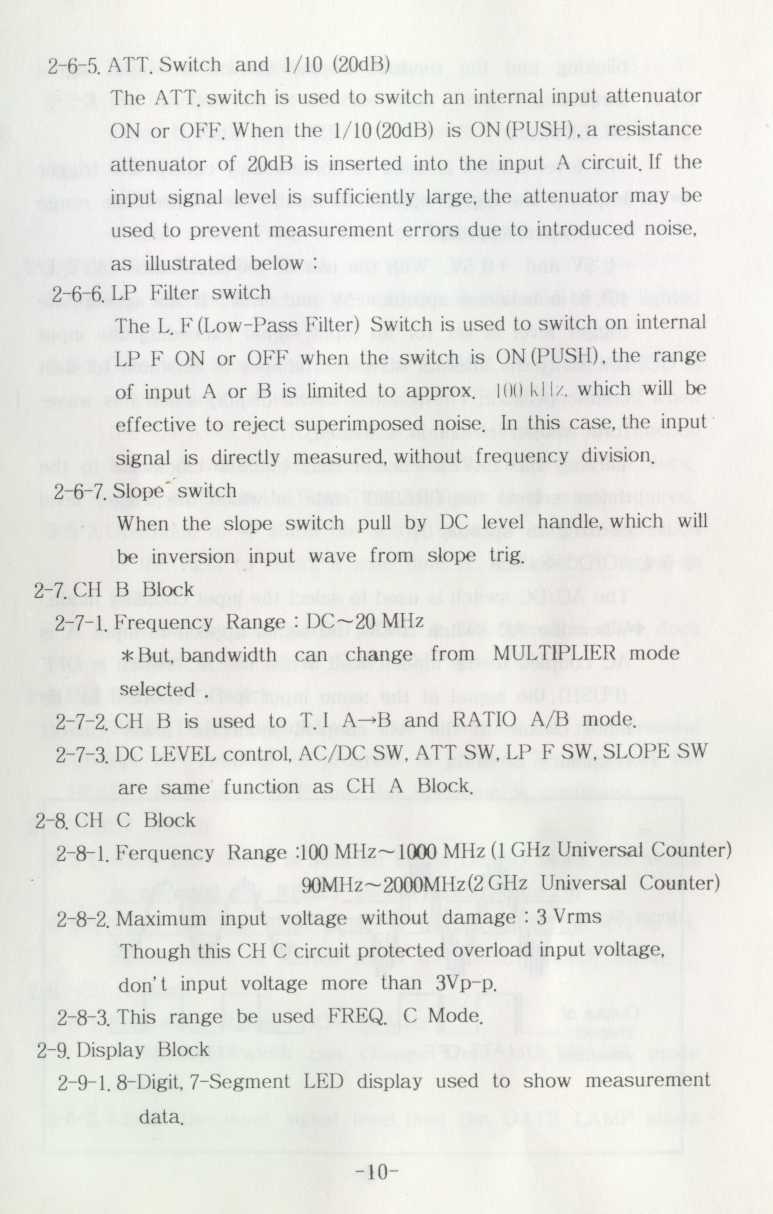 2-6-5. ATT. Switch and 1/10 (20dB)
The ATT. switch is used to switch an internal input attenuator
ON or OFF. When the 1/10(20dB) is ON(PUSH), a resistance
attenuator of 20dB is inserted into the input A circuit. If the
input signal level is sufficiently large, the attenuator may be
used to prevent measurement errors due to introduced noise,
as illustrated below :
2-6-6. LP Filter switch
The L. F(Low-Pass Filter) Switch is used to switch on internal
LP F ON or OFF when the switch is ON(PUSH), the range
of input A or B is limited to approx. 100 kHz. which will be
effective to reject superimposed noise. In this case, the input
signal is directly measured, without frequency division.
2-6-7. Slope switch
When the slope switch pull by DC level handle, which will
be inversion input wave from slope trig.
2-7. CH B Block
2-7-1. Frequency Range : DC~20 MHz
*But, bandwidth can change from MULTIPLIER mode
selected .
2-7-2. CH B is used to T. I A→B and RATIO A/B mode.
2-7-3. DC LEVEL control, AC/DC SW, ATT SW, LP F SW, SLOPE SW
are same function as CH A Block.
2-8. CH C Block
2-8-1. Ferquency Range :100 MHz~1000 MHz (1 GHz Universal Counter)
90MHz~2000MHz(2 GHz Universal Counter)
2-8-2. Maximum input voltage without damage : 3 Vrms
Though this CH C circuit protected overload input voltage,
don't input voltage more than 3Vp-p.
2-8-3. This range be used FREQ. C Mode.
2-9. Display Block
2-9-1. 8-Digit, 7-Segment LED display used to show measurement
data.
-10-